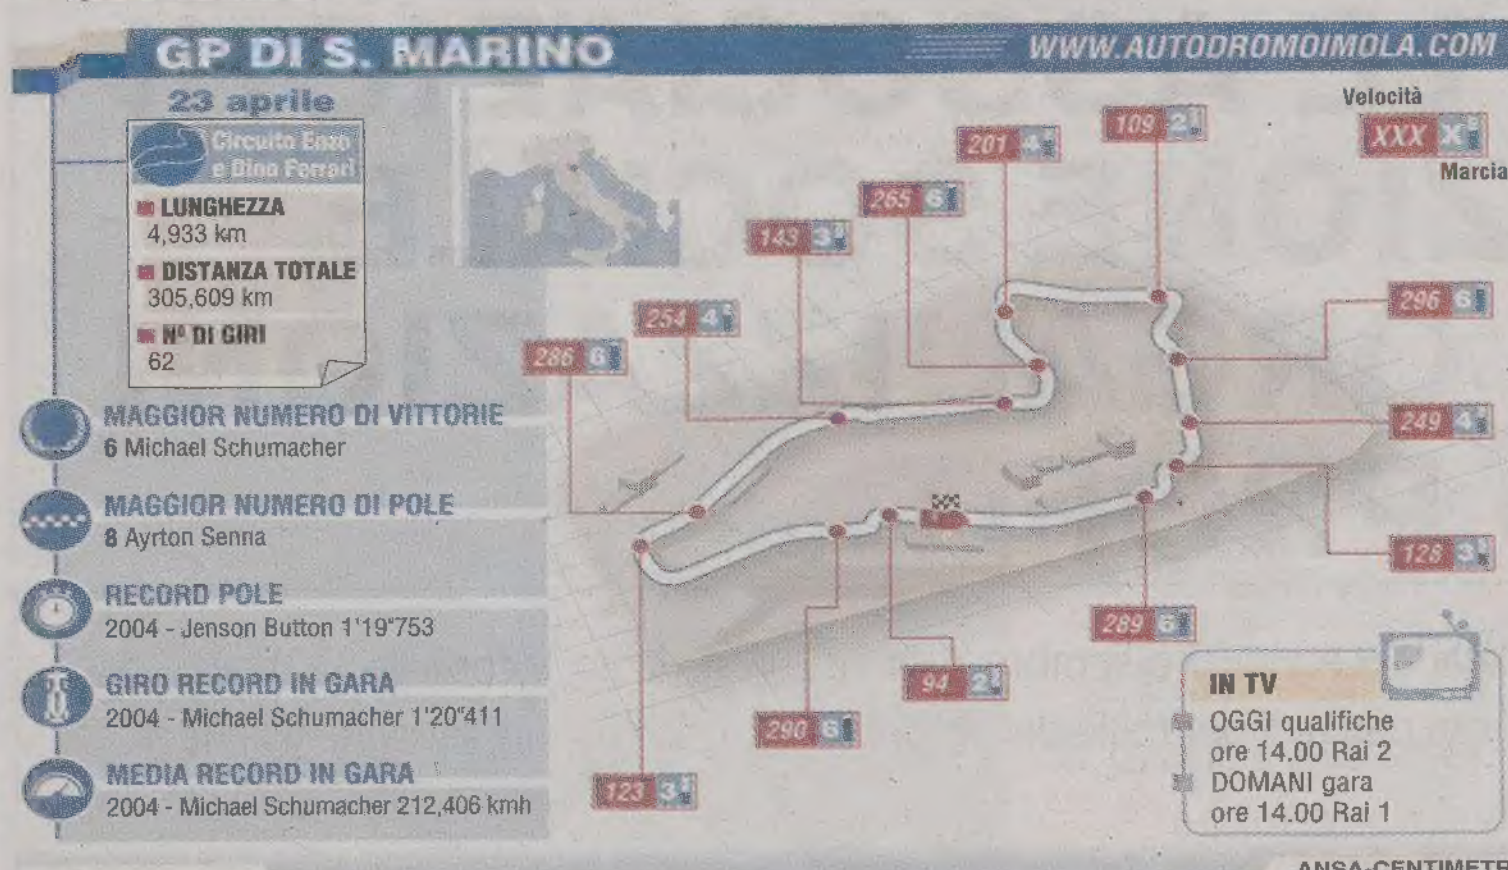 GP DI S. MARINO
WWW.AUTODROMOIMOLA.COM
23 aprile
Circuito Enzo
e Dino Ferrari
LUNGHEZZA
4,933 km
DISTANZA TOTALE
305,609 km
Nº DI GIRI
62
MAGGIOR NUMERO DI VITTORIE
6 Michael Schumacher
MAGGIOR NUMERO DI POLE
8 Ayrton Senna
RECORD POLE
2004 - Jenson Button 1'19"753
GIRO RECORD IN GARA
2004 - Michael Schumacher 1'20"411
MEDIA RECORD IN GARA
2004 - Michael Schumacher 212,406 kmh
Velocità
XXX X
Marcia
109 2
201 4
265 6
143 3
254 4
286 6
296 6
249 4
128 3
289 6
94 2
290 6
123 3
IN TV
OGGI qualifiche
ore 14.00 Rai 2
DOMANI gara
ore 14.00 Rai 1
ANSA-CENTIMETR